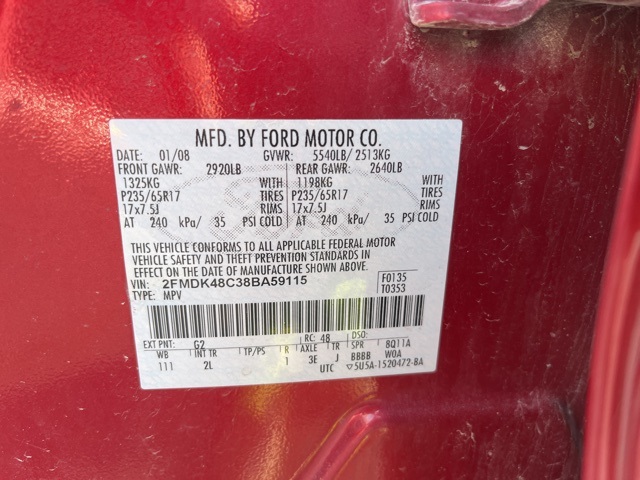 MFD. BY FORD MOTOR CO.
DATE: 01/08 GVWR: 5540LB/ 2513KG
FRONT GAWR: 2920LB REAR GAWR: 2640LB
1325KG WITH 1198KG WITH
P235/65R17 TIRES P235/65R17 TIRES
17x7.5J RIMS 17x7.5J RIMS
AT 240 kPa/ 35 PSI COLD AT 240 kPa/ 35 PSI COLD
THIS VEHICLE CONFORMS TO ALL APPLICABLE FEDERAL MOTOR
VEHICLE SAFETY AND THEFT PREVENTION STANDARDS IN
EFFECT ON THE DATE OF MANUFACTURE SHOWN ABOVE.
VIN: 2FMDK48C38BA59115 F0135
TYPE: MPV T0353
EXT PNT: G2 RC: 48 DSO: 8Q11A
WB INT TR TP/PS R AXLE TR SPR WOA
111 2L 1 3E J BBBB
UTC ▽5U5A-1520472-BA